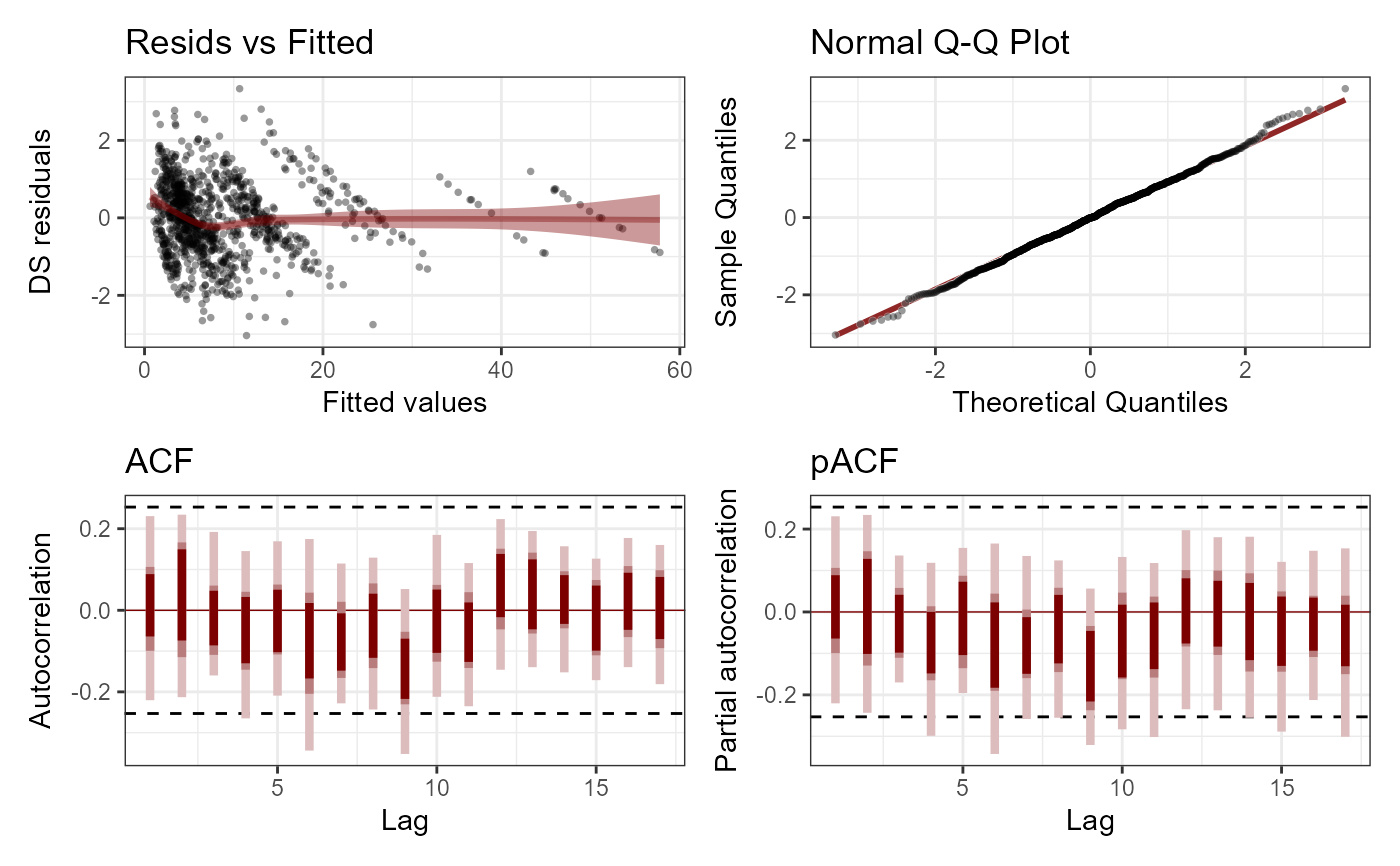 Resids vs Fitted
DS residuals
2
0
-2
0 20 40 60
Fitted values
Normal Q-Q Plot
Sample Quantiles
2
0
-2
-2 0 2
Theoretical Quantiles
ACF
Autocorrelation
0.2
0.0
-0.2
5 10 15
Lag
pACF
Partial autocorrelation
0.2
0.0
-0.2
5 10 15
Lag